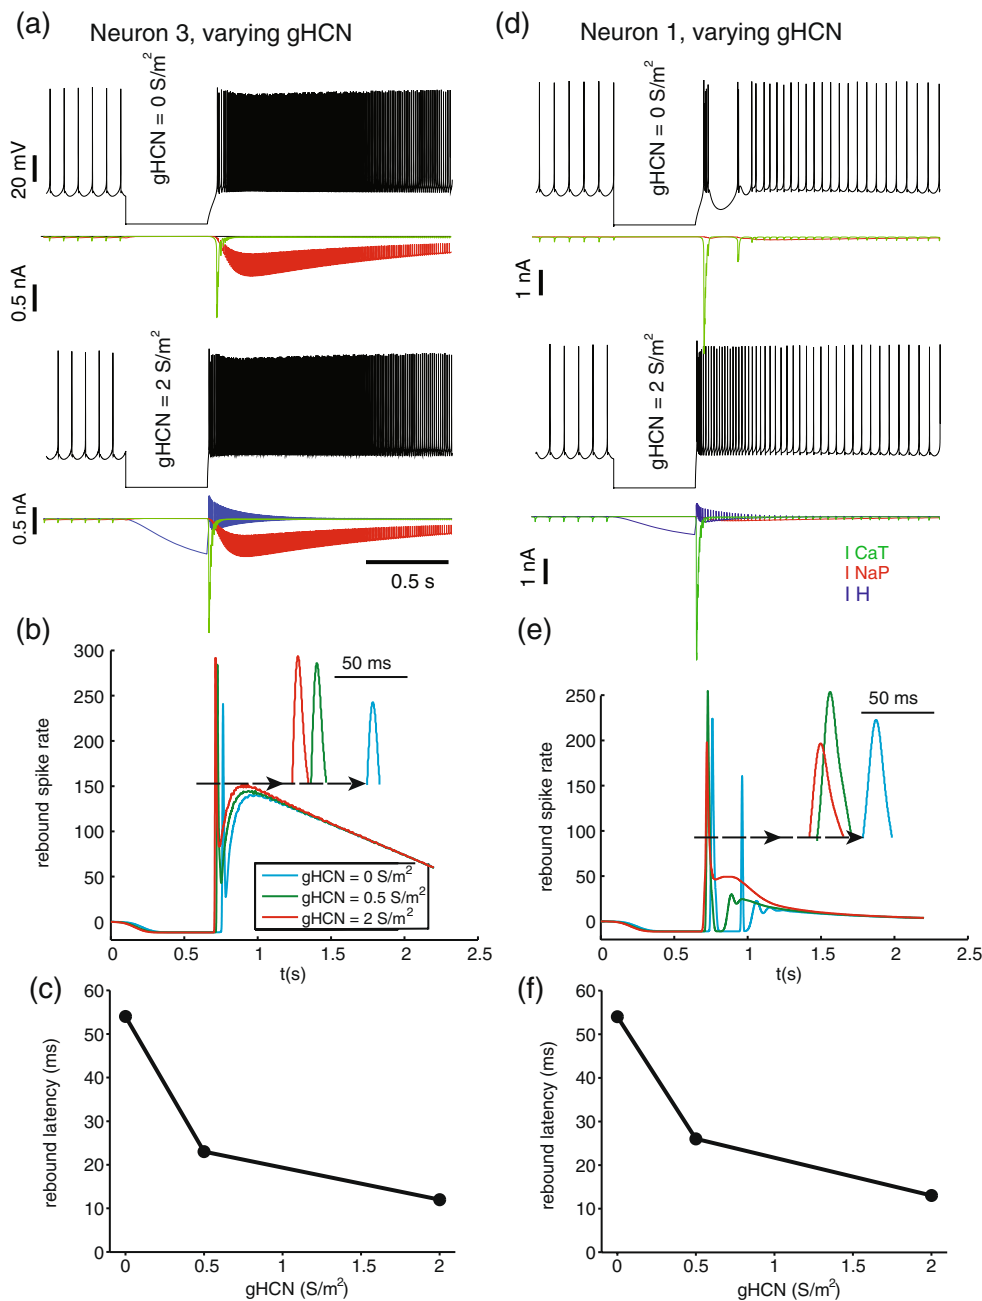 (a)
Neuron 3, varying gHCN
gHCN = 0 S/m²
20 mV
0.5 nA
gHCN = 2 S/m²
0.5 nA
0.5 s
(d)
Neuron 1, varying gHCN
gHCN = 0 S/m²
1 nA
gHCN = 2 S/m²
1 nA
I CaT
I NaP
I H
(b)
rebound spike rate
300
250
200
150
100
50
0
50 ms
gHCN = 0 S/m²
gHCN = 0.5 S/m²
gHCN = 2 S/m²
0 0.5 1 1.5 2 2.5
t(s)
(e)
rebound spike rate
250
200
150
100
50
0
50 ms
0 0.5 1 1.5 2 2.5
t(s)
(c)
rebound latency (ms)
60
50
40
30
20
10
0
0 0.5 1 1.5 2
gHCN (S/m²)
(f)
rebound latency (ms)
60
50
40
30
20
10
0
0 0.5 1 1.5 2
gHCN (S/m²)